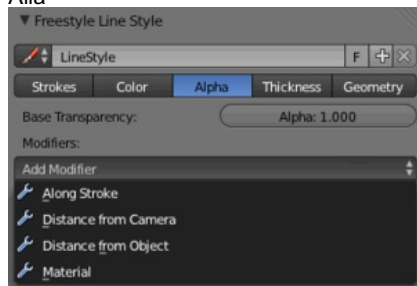 Freestyle Line Style
LineStyle F
Strokes Color Alpha Thickness Geometry
Base Transparency: Alpha: 1.000
Modifiers:
Add Modifier
Along Stroke
Distance from Camera
Distance from Object
Material